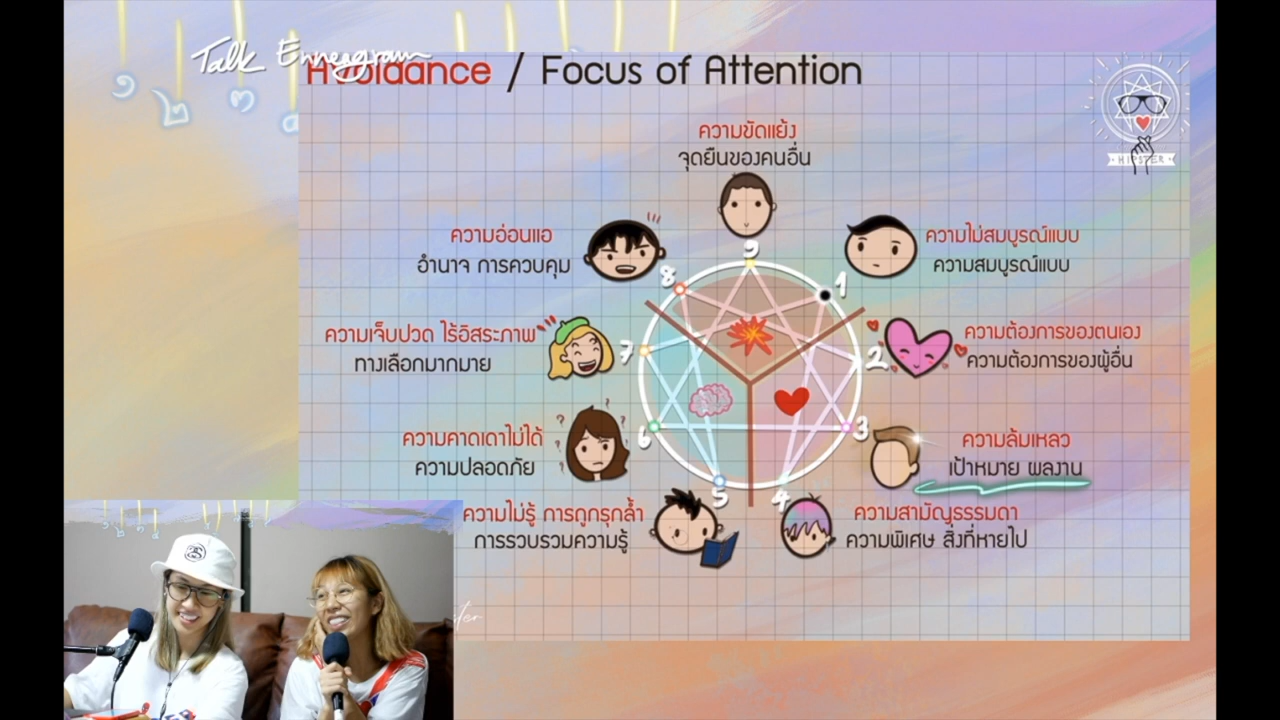 Talk Enneagram
๑ ๒ ๓
Avoidance / Focus of Attention
HIPSTER
ความขัดแย้ง
จุดยืนของคนอื่น
ความอ่อนแอ
อำนาจ การควบคุม
ความไม่สมบูรณ์แบบ
ความสมบูรณ์แบบ
9
8
1
ความเจ็บปวด ไร้อิสระภาพ
ทางเลือกมากมาย
7
2
ความต้องการของตนเอง
ความต้องการของผู้อื่น
ความคาดเดาไม่ได้
ความปลอดภัย
6
3
ความล้มเหลว
เป้าหมาย ผลงาน
5
4
ความไม่รู้ การถูกรุกล้ำ
การรวบรวมความรู้
ความสามัญธรรมดา
ความพิเศษ สิ่งที่หายไป